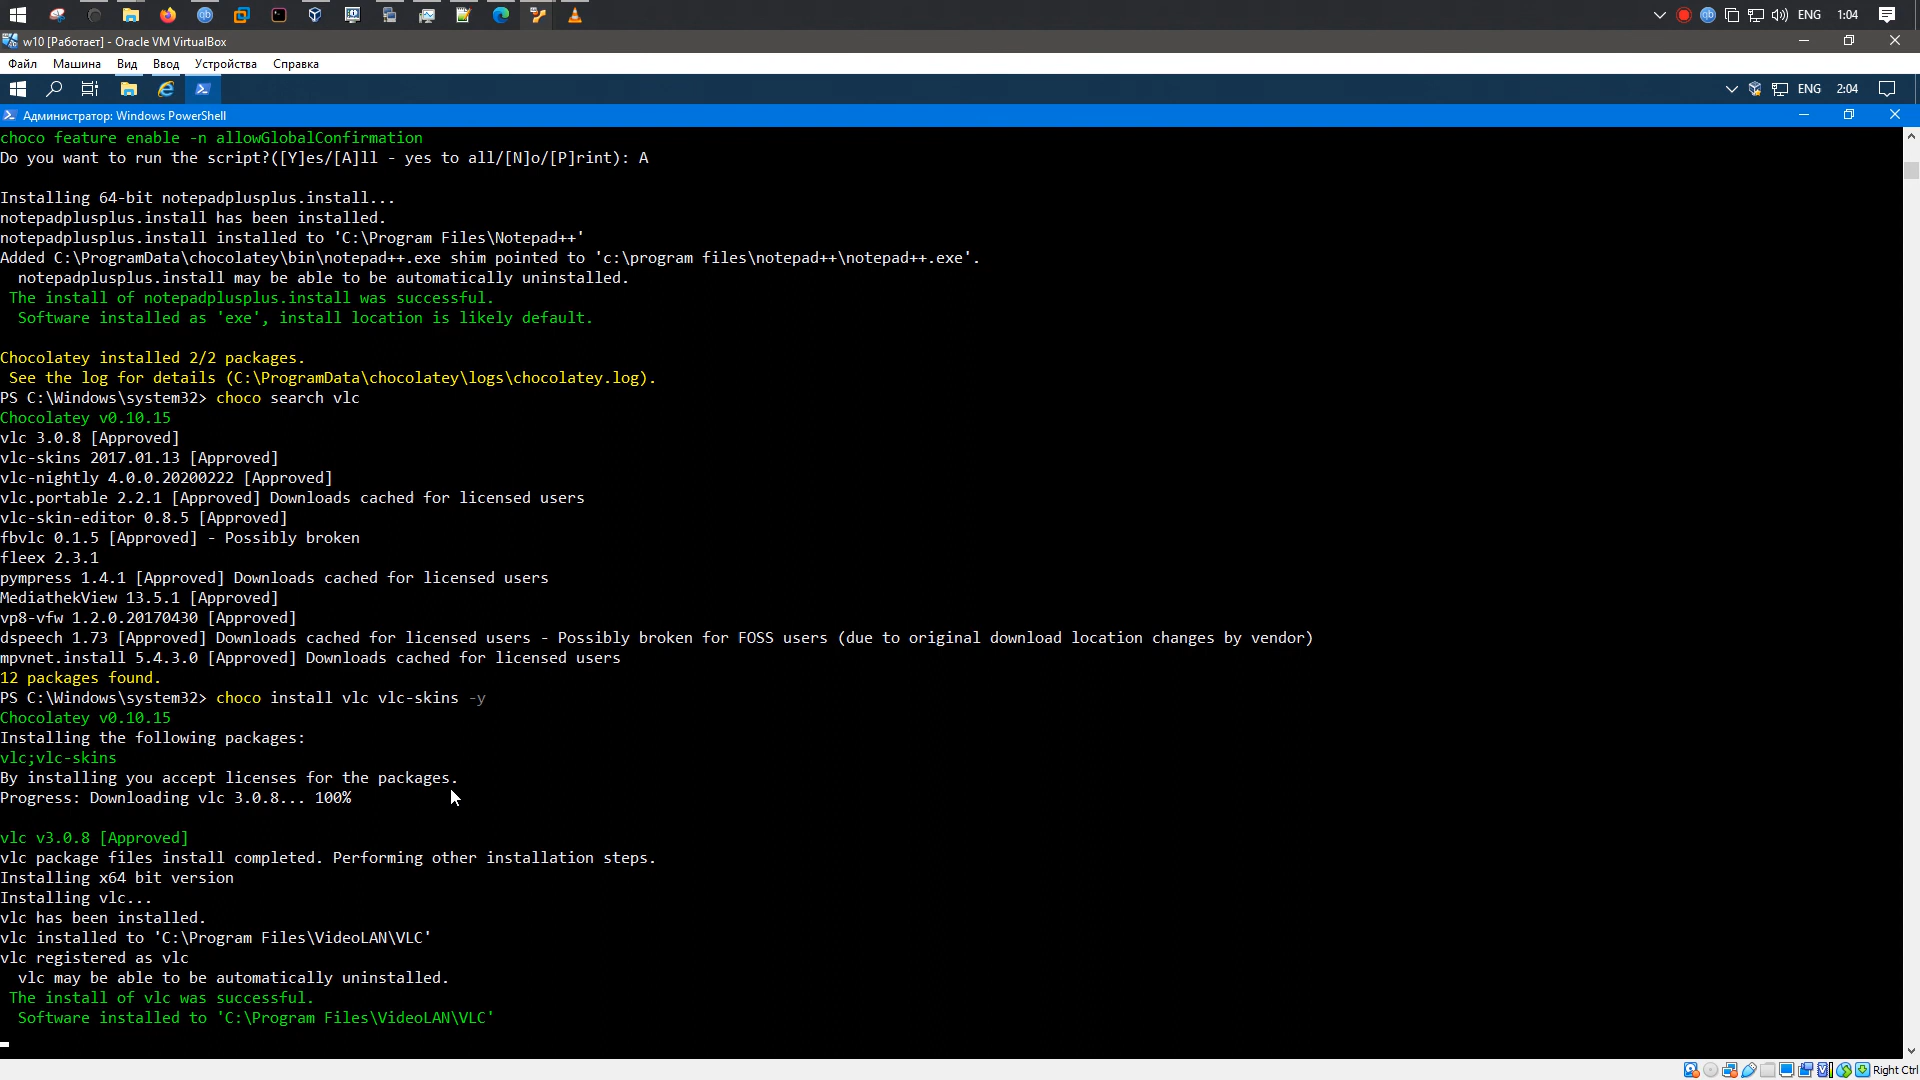 ENG 1:04
w10 [Работает] - Oracle VM VirtualBox
Файл Машина Вид Ввод Устройства Справка
ENG 2:04
Администратор: Windows PowerShell
choco feature enable -n allowGlobalConfirmation
Do you want to run the script?([Y]es/[A]ll - yes to all/[N]o/[P]rint): A
Installing 64-bit notepadplusplus.install...
notepadplusplus.install has been installed.
notepadplusplus.install installed to 'C:\Program Files\Notepad++'
Added C:\ProgramData\chocolatey\bin\notepad++.exe shim pointed to 'c:\program files\notepad++\notepad++.exe'.
notepadplusplus.install may be able to be automatically uninstalled.
The install of notepadplusplus.install was successful.
Software installed as 'exe', install location is likely default.
Chocolatey installed 2/2 packages.
See the log for details (C:\ProgramData\chocolatey\logs\chocolatey.log).
PS C:\Windows\system32> choco search vlc
Chocolatey v0.10.15
vlc 3.0.8 [Approved]
vlc-skins 2017.01.13 [Approved]
vlc-nightly 4.0.0.20200222 [Approved]
vlc.portable 2.2.1 [Approved] Downloads cached for licensed users
vlc-skin-editor 0.8.5 [Approved]
fbvlc 0.1.5 [Approved] - Possibly broken
fleex 2.3.1
pympress 1.4.1 [Approved] Downloads cached for licensed users
MediathekView 13.5.1 [Approved]
vp8-vfw 1.2.0.20170430 [Approved]
dspeech 1.73 [Approved] Downloads cached for licensed users - Possibly broken for FOSS users (due to original download location changes by vendor)
mpvnet.install 5.4.3.0 [Approved] Downloads cached for licensed users
12 packages found.
PS C:\Windows\system32> choco install vlc vlc-skins -y
Chocolatey v0.10.15
Installing the following packages:
vlc;vlc-skins
By installing you accept licenses for the packages.
Progress: Downloading vlc 3.0.8... 100%
vlc v3.0.8 [Approved]
vlc package files install completed. Performing other installation steps.
Installing x64 bit version
Installing vlc...
vlc has been installed.
vlc installed to 'C:\Program Files\VideoLAN\VLC'
vlc registered as vlc
vlc may be able to be automatically uninstalled.
The install of vlc was successful.
Software installed to 'C:\Program Files\VideoLAN\VLC'
Right Ctrl